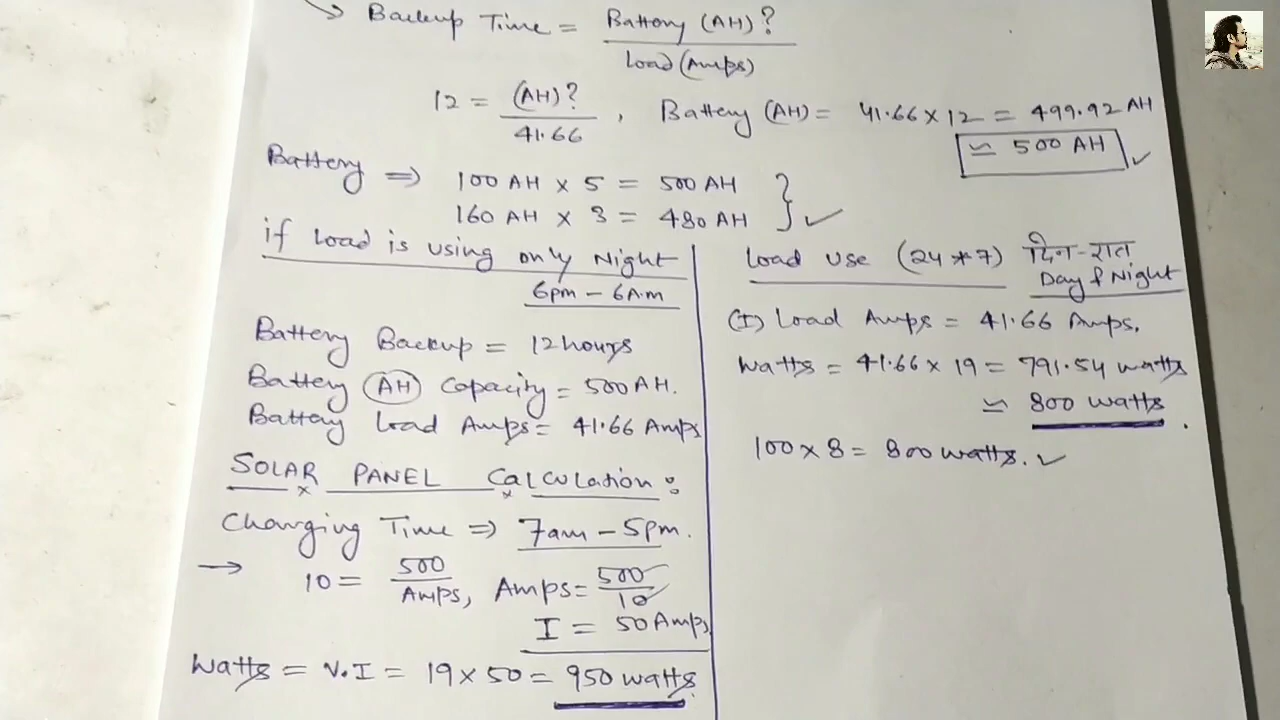 → Backup Time = Battery (AH)? / Load (Amps)
12 = (AH)? / 41.66 , Battery (AH) = 41.66 x 12 = 499.92 AH
≃ 500 AH ✓
Battery ⇒ 100 AH x 5 = 500 AH
160 AH x 3 = 480 AH } ✓
if Load is using only Night
6pm - 6A.m
Battery Backup = 12 hours
Battery (AH) Capacity = 500 AH.
Battery Load Amps = 41.66 Amps
SOLAR PANEL Calculation:
Charging Time ⇒ 7am - 5pm.
→ 10 = 500 / Amps, Amps = 500 / 10
I = 50 Amps
Watts = V.I = 19 x 50 = 950 watts.
Load Use (24*7) दिन-रात
Day & Night
(I) Load Amps = 41.66 Amps.
Watts = 41.66 x 19 = 791.54 watts
≃ 800 watts.
100 x 8 = 800 watts. ✓